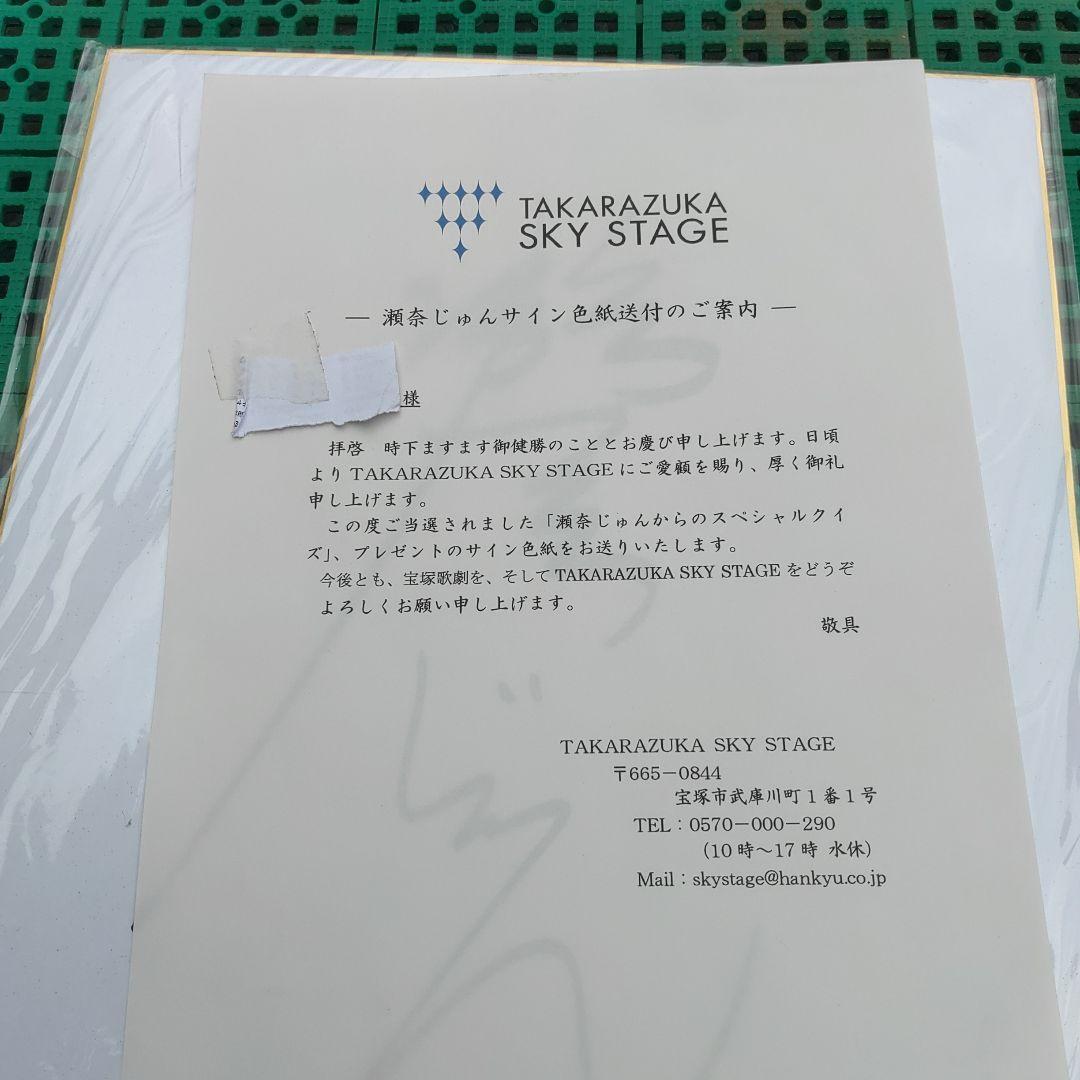 TAKARAZUKA
SKY STAGE
― 瀬奈じゅんサイン色紙送付のご案内 ―
様
拝啓　時下ますます御健勝のこととお慶び申し上げます。日頃
より TAKARAZUKA SKY STAGE にご愛顧を賜り、厚く御礼
申し上げます。
この度ご当選されました「瀬奈じゅんからのスペシャルクイ
ズ」、プレゼントのサイン色紙をお送りいたします。
今後とも、宝塚歌劇を、そして TAKARAZUKA SKY STAGE をどうぞ
よろしくお願い申し上げます。
敬具
TAKARAZUKA SKY STAGE
〒665－0844
宝塚市武庫川町１番１号
TEL：0570－000－290
（10 時～17 時 水休）
Mail：skystage@hankyu.co.jp